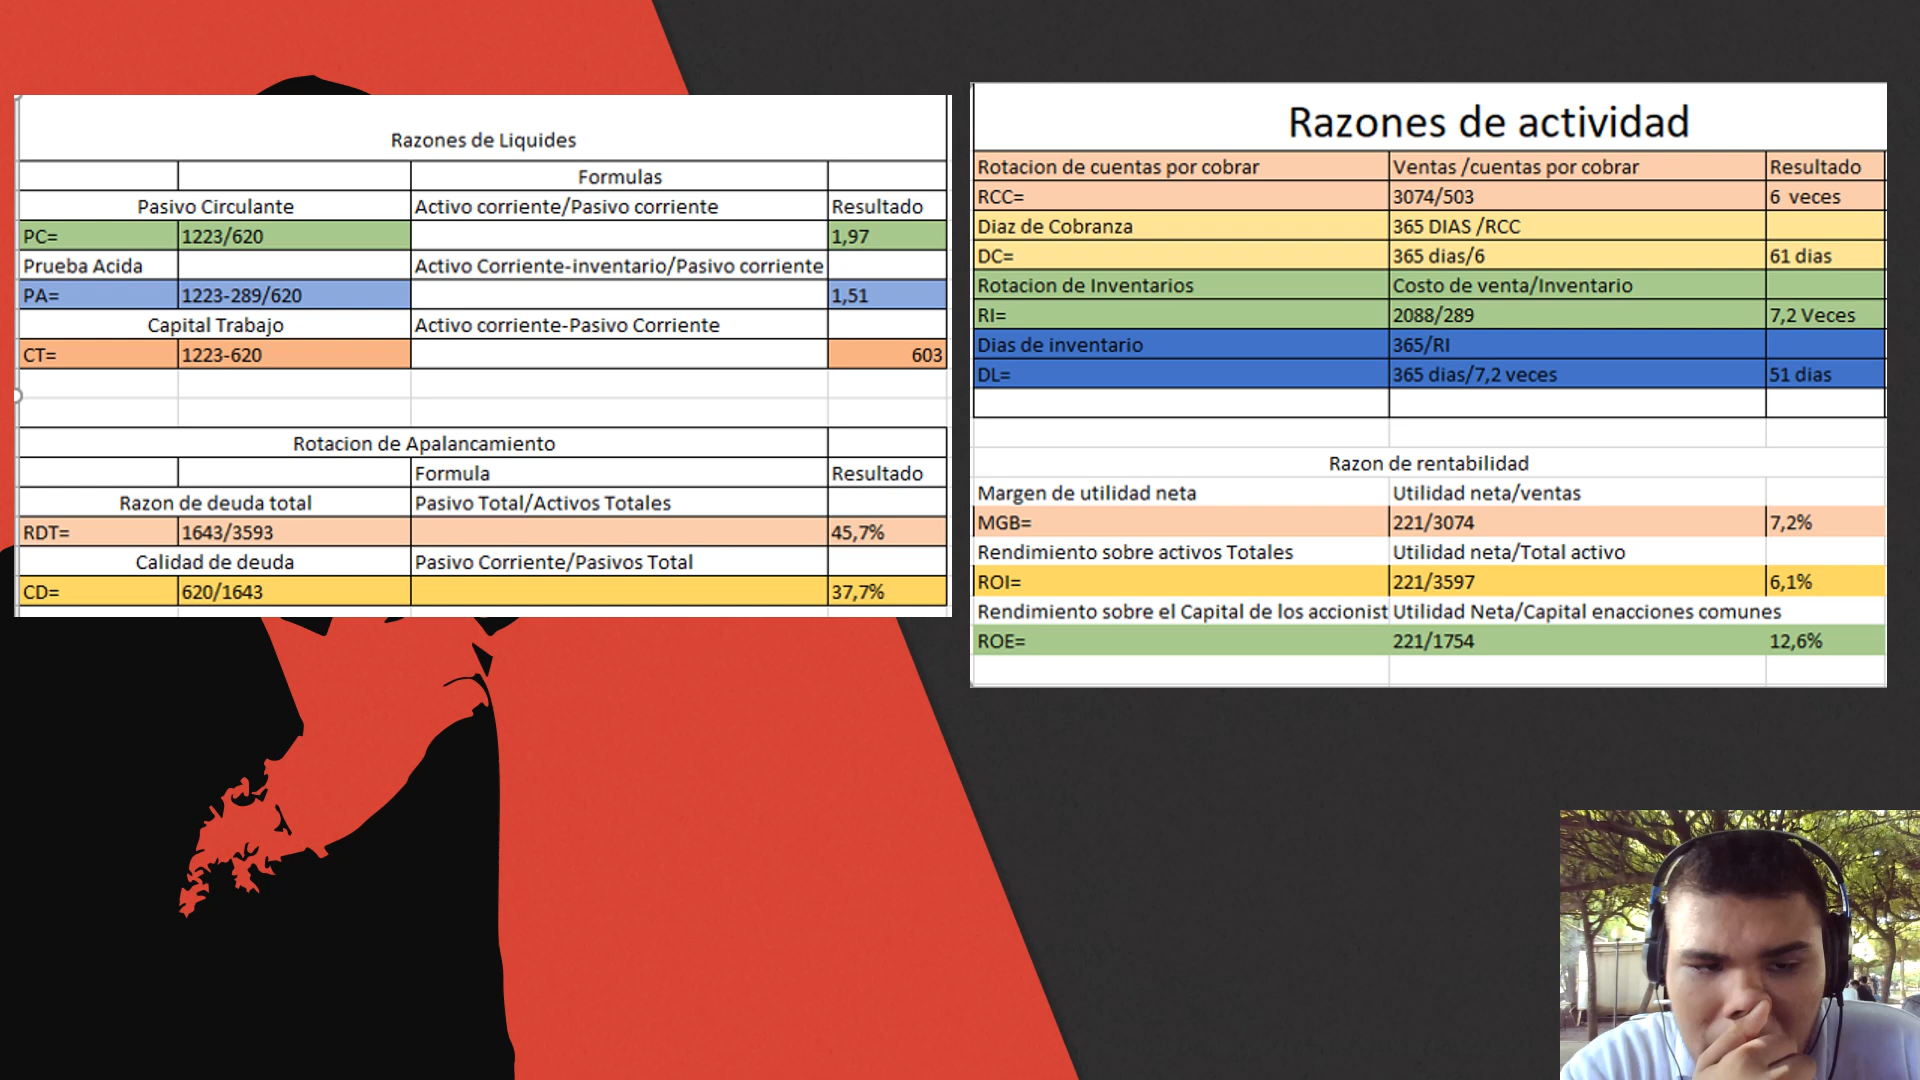 Razones de Liquides
Formulas
Pasivo Circulante Activo corriente/Pasivo corriente Resultado
PC= 1223/620 1,97
Prueba Acida Activo Corriente-inventario/Pasivo corriente
PA= 1223-289/620 1,51
Capital Trabajo Activo corriente-Pasivo Corriente
CT= 1223-620 603
Rotacion de Apalancamiento
Formula Resultado
Razon de deuda total Pasivo Total/Activos Totales
RDT= 1643/3593 45,7%
Calidad de deuda Pasivo Corriente/Pasivos Total
CD= 620/1643 37,7%
Razones de actividad
Rotacion de cuentas por cobrar Ventas /cuentas por cobrar Resultado
RCC= 3074/503 6 veces
Diaz de Cobranza 365 DIAS /RCC
DC= 365 dias/6 61 dias
Rotacion de Inventarios Costo de venta/Inventario
RI= 2088/289 7,2 Veces
Dias de inventario 365/RI
DL= 365 dias/7,2 veces 51 dias
Razon de rentabilidad
Margen de utilidad neta Utilidad neta/ventas
MGB= 221/3074 7,2%
Rendimiento sobre activos Totales Utilidad neta/Total activo
ROI= 221/3597 6,1%
Rendimiento sobre el Capital de los accionist Utilidad Neta/Capital enacciones comunes
ROE= 221/1754 12,6%